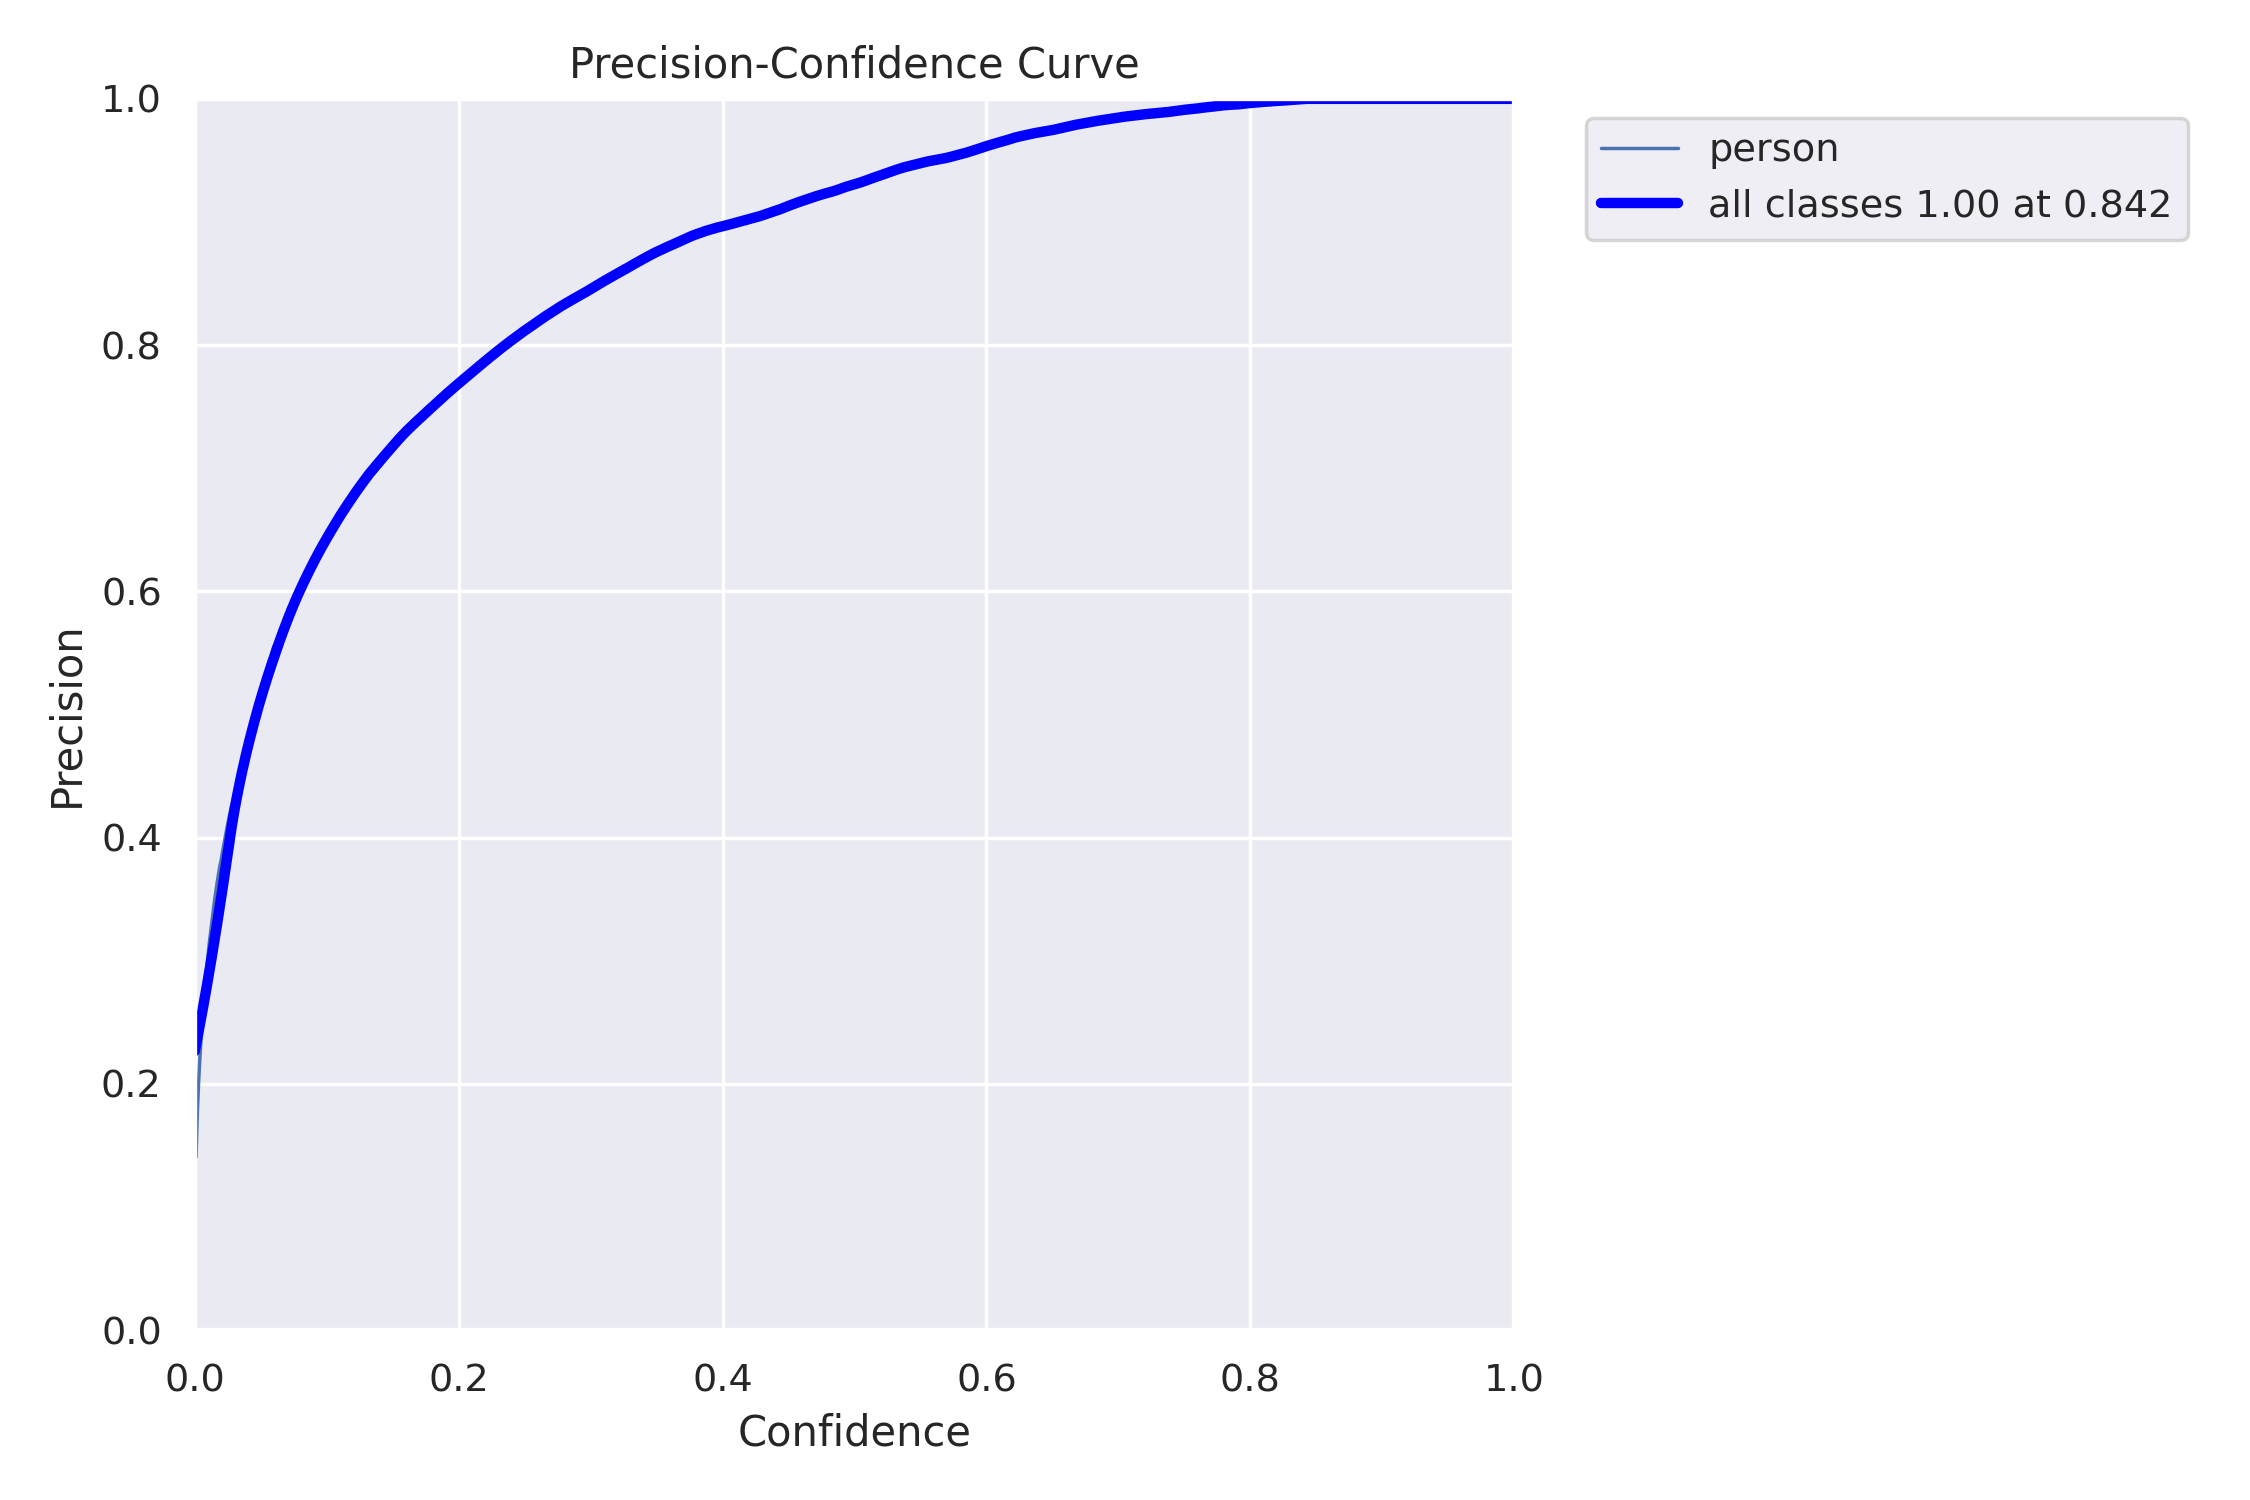 Precision-Confidence Curve
1.0
0.8
0.6
0.4
0.2
0.0
Precision
0.0 0.2 0.4 0.6 0.8 1.0
Confidence
person
all classes 1.00 at 0.842